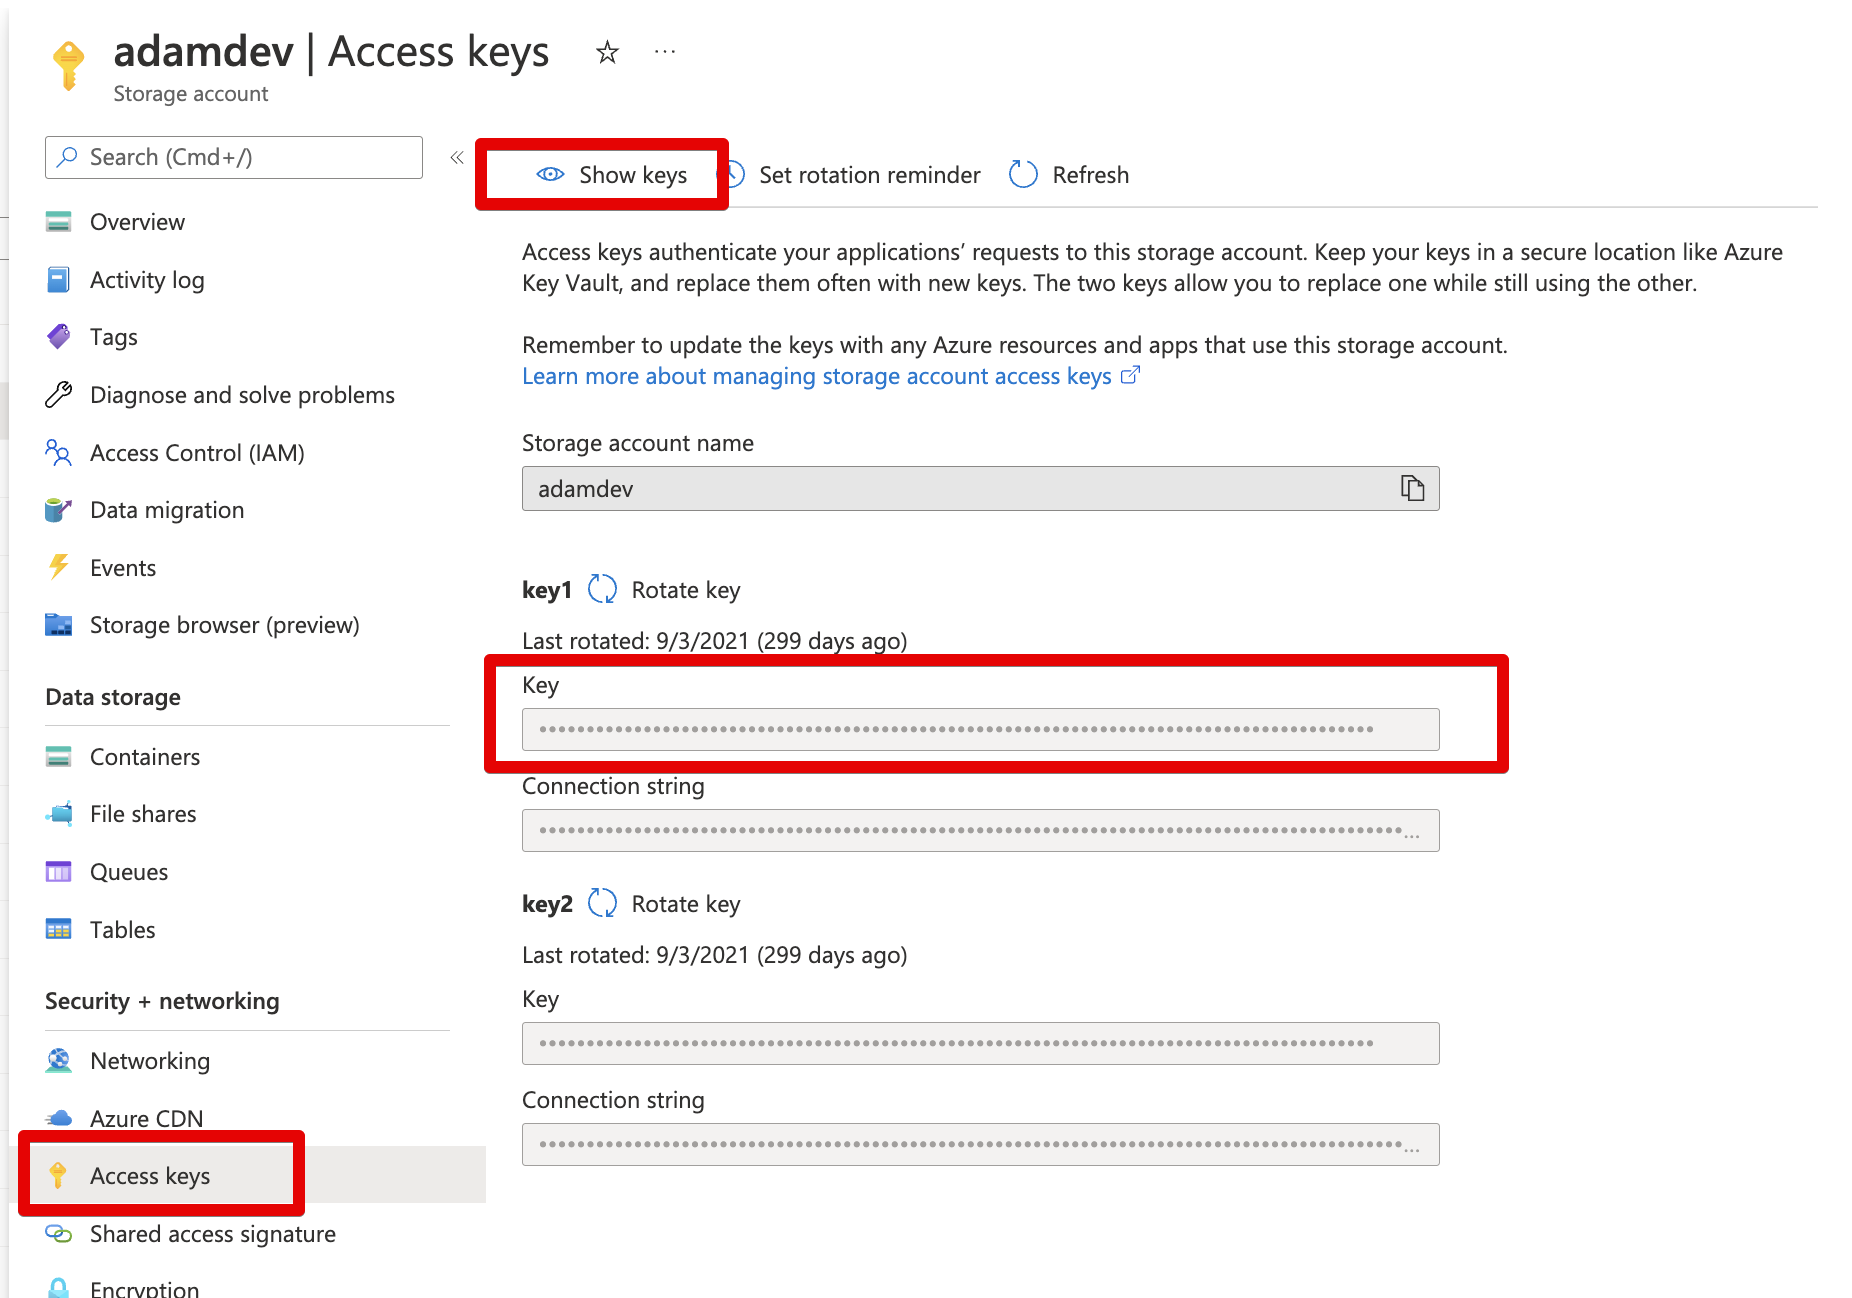 adamdev | Access keys
Storage account
Search (Cmd+/)
Overview
Activity log
Tags
Diagnose and solve problems
Access Control (IAM)
Data migration
Events
Storage browser (preview)
Data storage
Containers
File shares
Queues
Tables
Security + networking
Networking
Azure CDN
Access keys
Shared access signature
Encryption
Show keys
Set rotation reminder
Refresh
Access keys authenticate your applications’ requests to this storage account. Keep your keys in a secure location like Azure
Key Vault, and replace them often with new keys. The two keys allow you to replace one while still using the other.
Remember to update the keys with any Azure resources and apps that use this storage account.
Learn more about managing storage account access keys
Storage account name
adamdev
key1 Rotate key
Last rotated: 9/3/2021 (299 days ago)
Key
Connection string
key2 Rotate key
Last rotated: 9/3/2021 (299 days ago)
Key
Connection string